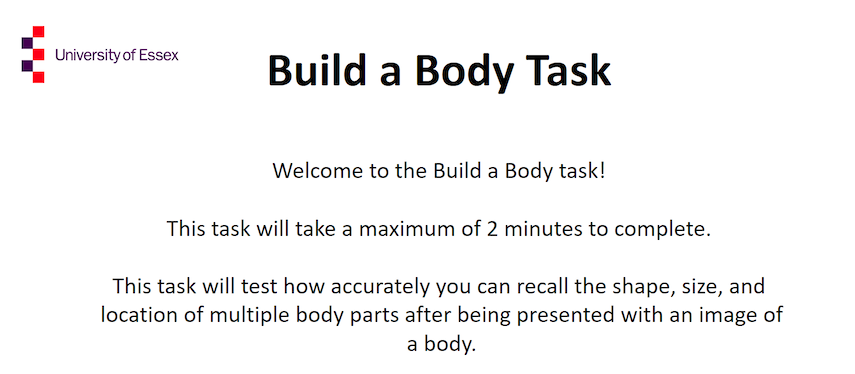 University of Essex
Build a Body Task
Welcome to the Build a Body task!
This task will take a maximum of 2 minutes to complete.
This task will test how accurately you can recall the shape, size, and
location of multiple body parts after being presented with an image of
a body.